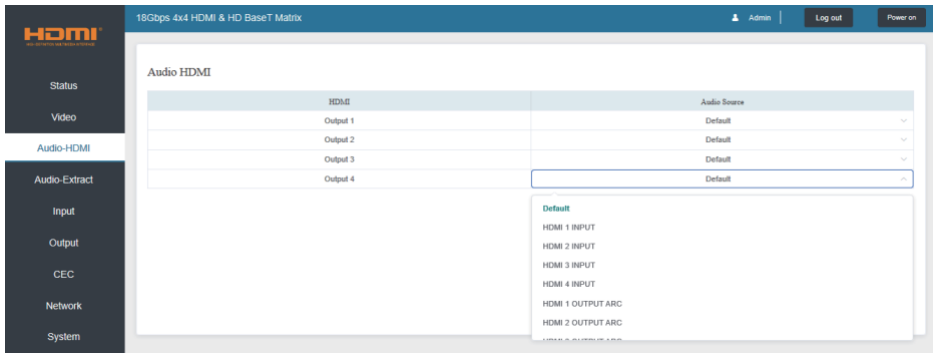 18Gbps 4x4 HDMI & HD BaseT Matrix
Admin
Log out
Power on
HDMI
Status
Video
Audio-HDMI
Audio-Extract
Input
Output
CEC
Network
System
Audio HDMI
HDMI Audio Source
Output 1 Default
Output 2 Default
Output 3 Default
Output 4 Default
Default
HDMI 1 INPUT
HDMI 2 INPUT
HDMI 3 INPUT
HDMI 4 INPUT
HDMI 1 OUTPUT ARC
HDMI 2 OUTPUT ARC